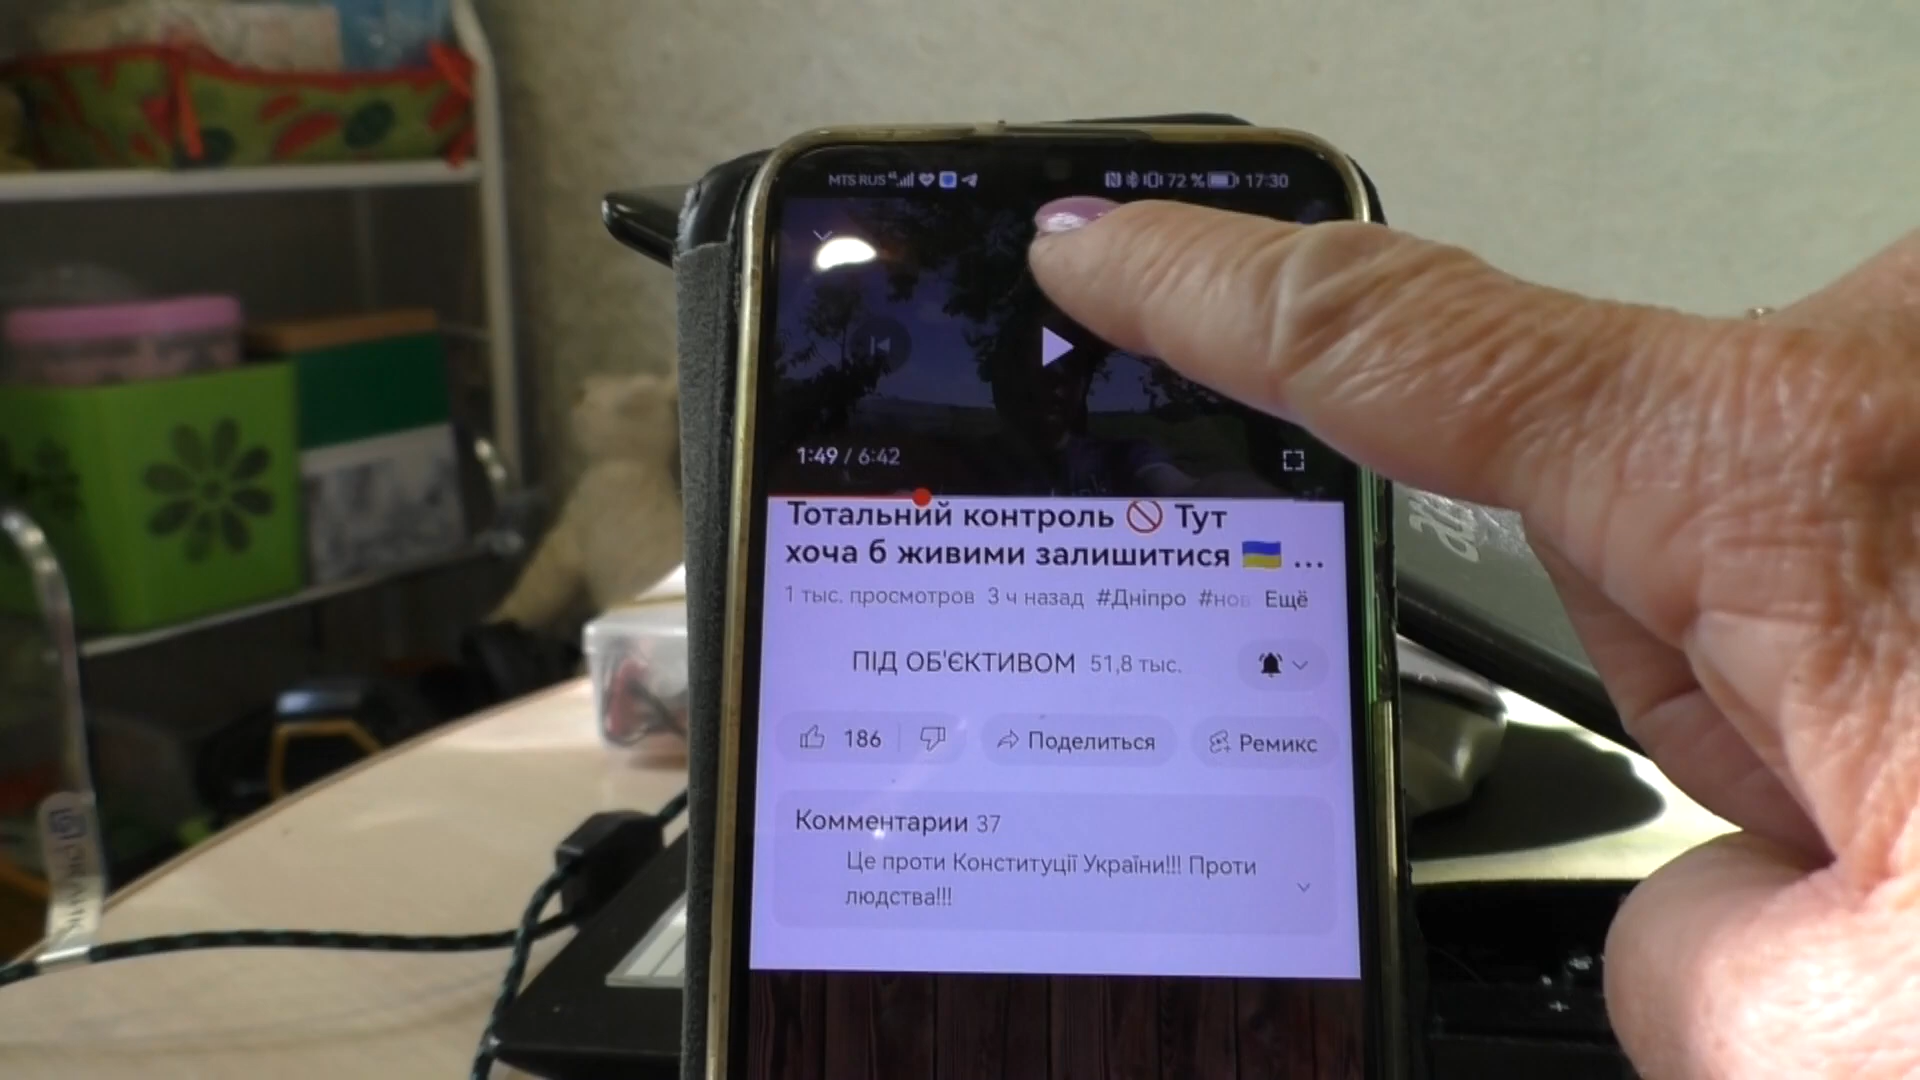 MTS RUS 72 % 17:30
1:49 / 6:42
Тотальний контроль 🚫 Тут
хоча б живими залишитися 🇺🇦 ...
1 тыс. просмотров 3 ч назад #Дніпро #нов Ещё
ПІД ОБ'ЄКТИВОМ 51,8 тыс.
186 Поделиться Ремикс
Комментарии 37
Це проти Конституції України!!! Проти
людства!!!